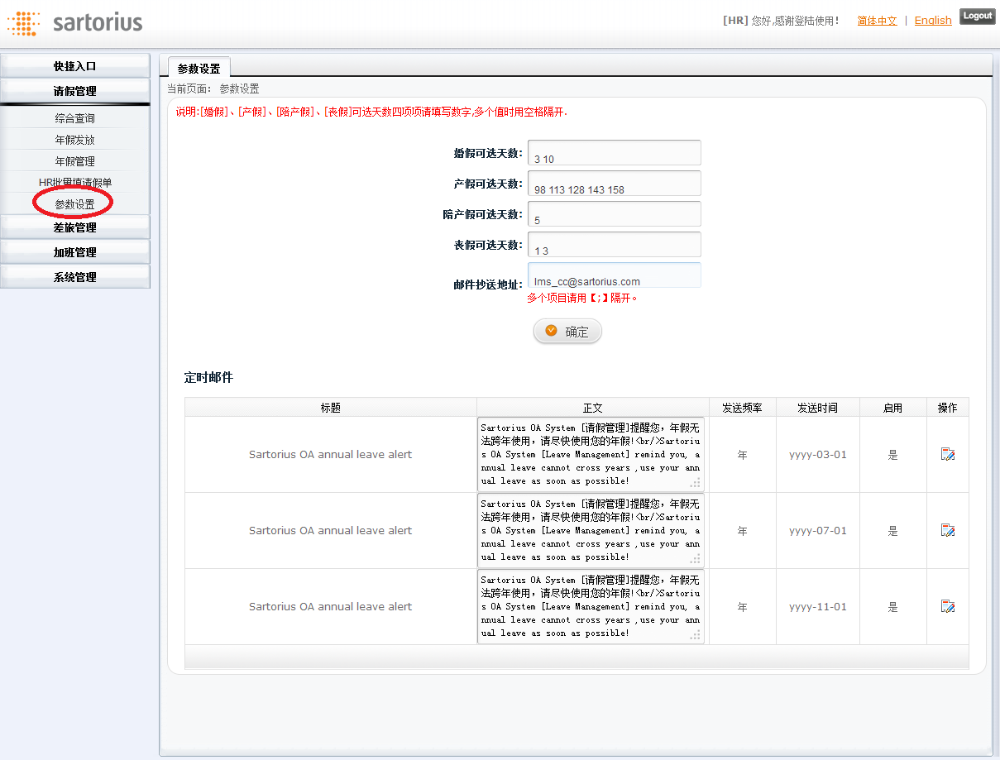 sartorius
[HR] 您好,感谢登陆使用! 简体中文 | English Logout
快捷入口
请假管理
综合查询
年假发放
年假管理
HR批量填请假单
参数设置
差旅管理
加班管理
系统管理
参数设置
当前页面: 参数设置
说明:[婚假]、[产假]、[陪产假]、[丧假]可选天数四项项请填写数字,多个值时用空格隔开.
婚假可选天数: 3 10
产假可选天数: 98 113 128 143 158
陪产假可选天数: 5
丧假可选天数: 1 3
邮件抄送地址: lms_cc@sartorius.com
多个项目请用【;】隔开。
确定
定时邮件
标题 正文 发送频率 发送时间 启用 操作
Sartorius OA System [请假管理]提醒您，年假无
法跨年使用，请尽快使用您的年假!<br/>Sartoriu
Sartorius OA annual leave alert s OA System [Leave Management] remind you, a 年 yyyy-03-01 是
nnual leave cannot cross years ,use your ann
ual leave as soon as possible!
Sartorius OA System [请假管理]提醒您，年假无
法跨年使用，请尽快使用您的年假!<br/>Sartoriu
Sartorius OA annual leave alert s OA System [Leave Management] remind you, a 年 yyyy-07-01 是
nnual leave cannot cross years ,use your ann
ual leave as soon as possible!
Sartorius OA System [请假管理]提醒您，年假无
法跨年使用，请尽快使用您的年假!<br/>Sartoriu
Sartorius OA annual leave alert s OA System [Leave Management] remind you, a 年 yyyy-11-01 是
nnual leave cannot cross years ,use your ann
ual leave as soon as possible!